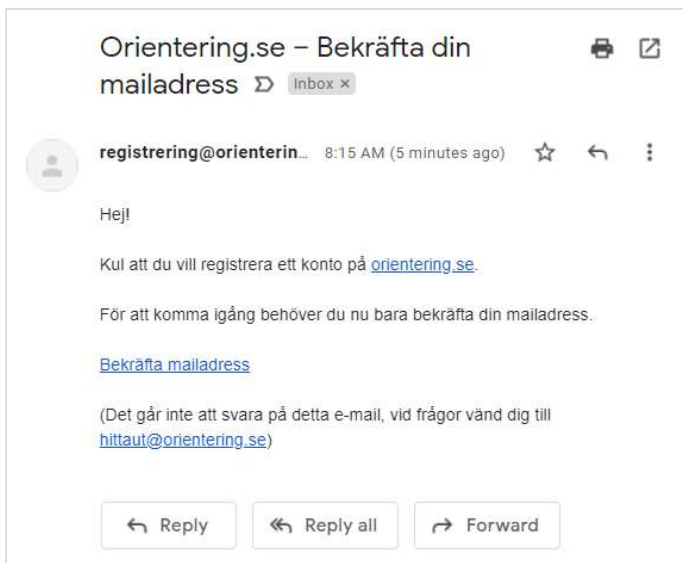 Orientering.se – Bekräfta din
mailadress Inbox ×
registrering@orienterin... 8:15 AM (5 minutes ago)
Hej!
Kul att du vill registrera ett konto på orientering.se.
För att komma igång behöver du nu bara bekräfta din mailadress.
Bekräfta mailadress
(Det går inte att svara på detta e-mail, vid frågor vänd dig till
hittaut@orientering.se)
Reply Reply all Forward